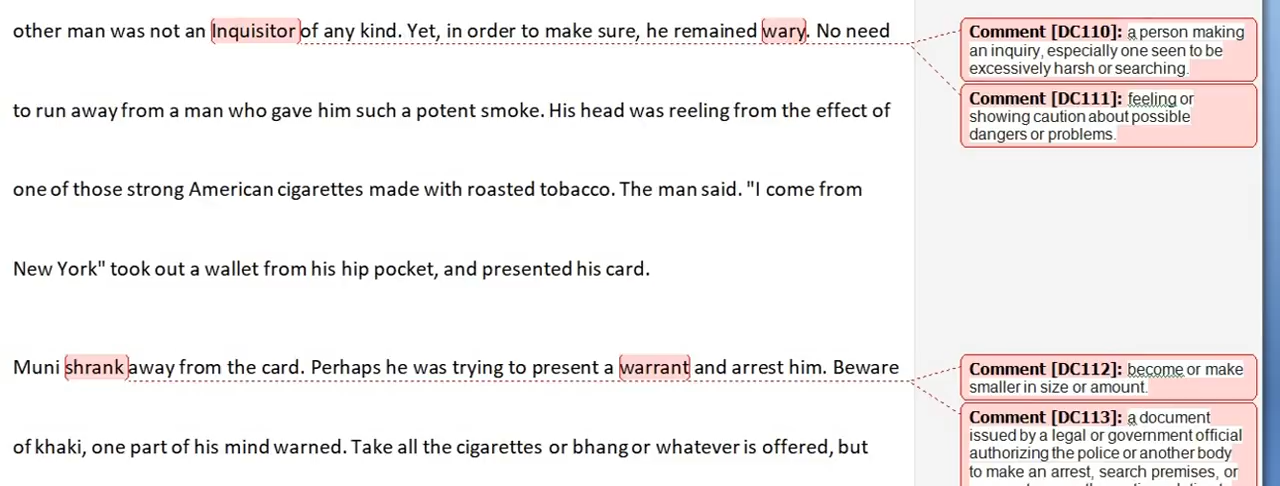 other man was not an Inquisitor of any kind. Yet, in order to make sure, he remained wary. No need
to run away from a man who gave him such a potent smoke. His head was reeling from the effect of
one of those strong American cigarettes made with roasted tobacco. The man said. "I come from
New York" took out a wallet from his hip pocket, and presented his card.
Muni shrank away from the card. Perhaps he was trying to present a warrant and arrest him. Beware
of khaki, one part of his mind warned. Take all the cigarettes or bhang or whatever is offered, but
Comment [DC110]: a person making
an inquiry, especially one seen to be
excessively harsh or searching.
Comment [DC111]: feeling or
showing caution about possible
dangers or problems.
Comment [DC112]: become or make
smaller in size or amount.
Comment [DC113]: a document
issued by a legal or government official
authorizing the police or another body
to make an arrest, search premises, or